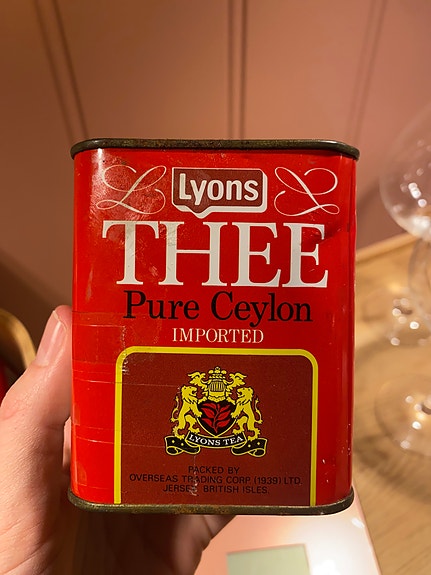 Lyons
THEE
Pure Ceylon
IMPORTED
LYONS TEA
PACKED BY
OVERSEAS TRADING CORP. (1939) LTD.
JERSEY, BRITISH ISLES.